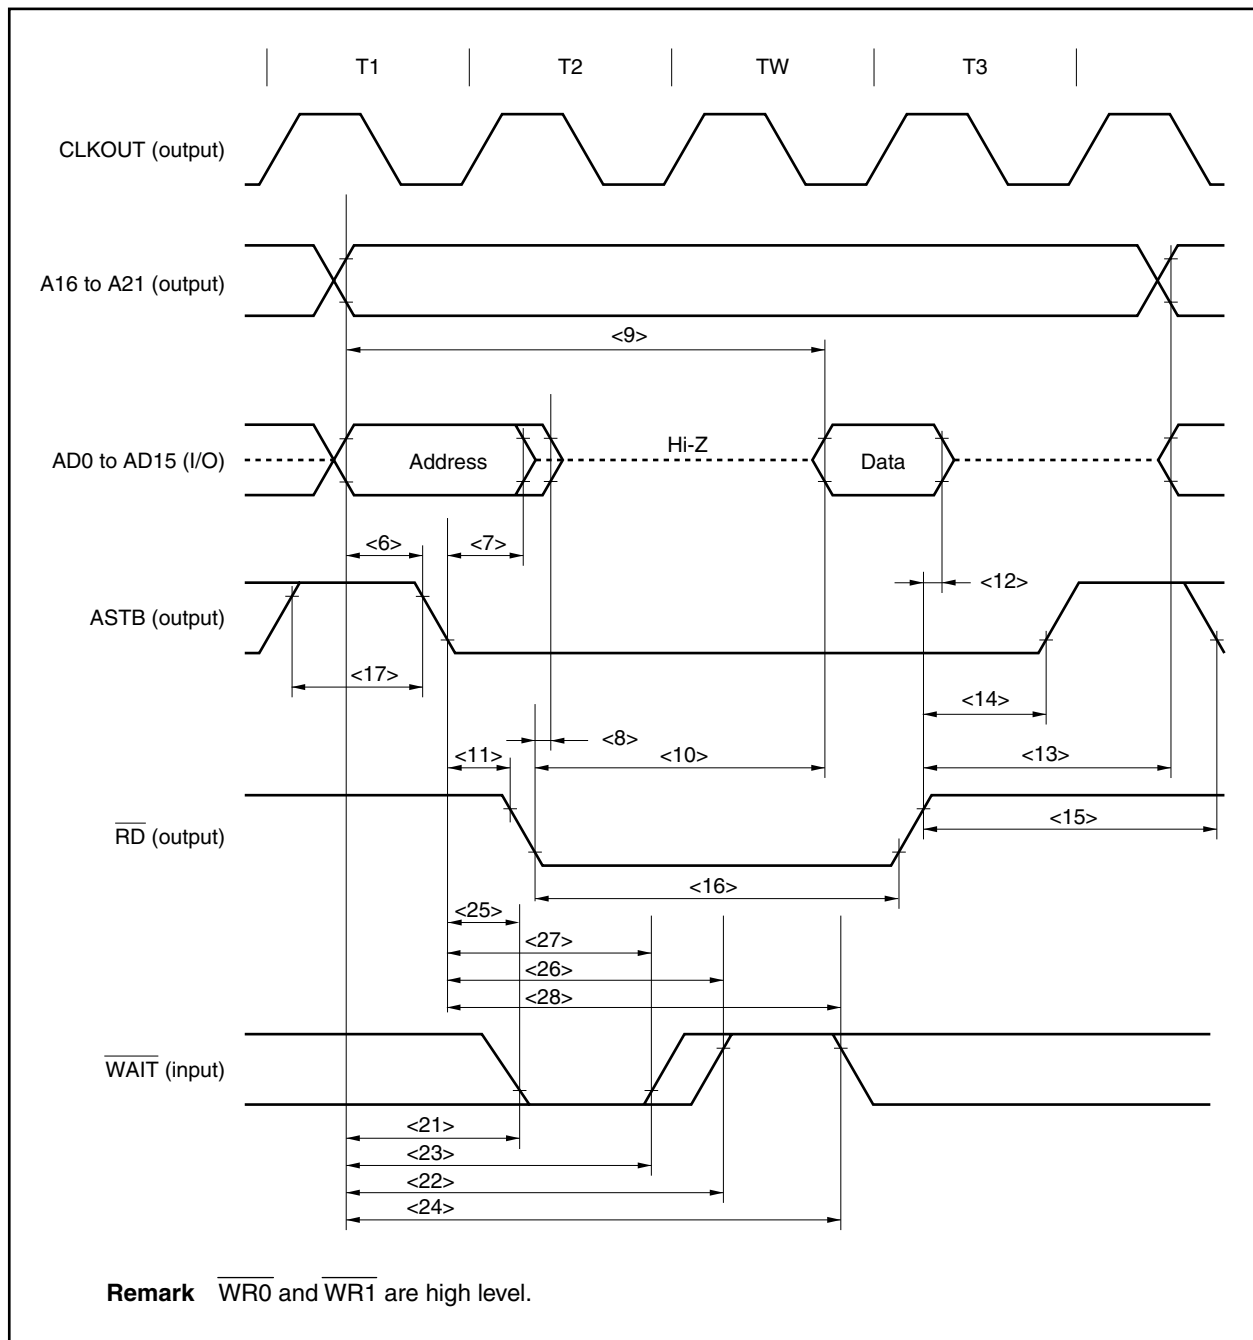 T1 T2 TW T3
CLKOUT (output)
A16 to A21 (output)
<9>
AD0 to AD15 (I/O)
Address
Hi-Z
Data
<6>
<7>
<12>
ASTB (output)
<17>
<14>
<11>
<8>
<10>
<13>
RD (output)
<15>
<16>
<25>
<27>
<26>
<28>
WAIT (input)
<21>
<23>
<22>
<24>
Remark WR0 and WR1 are high level.